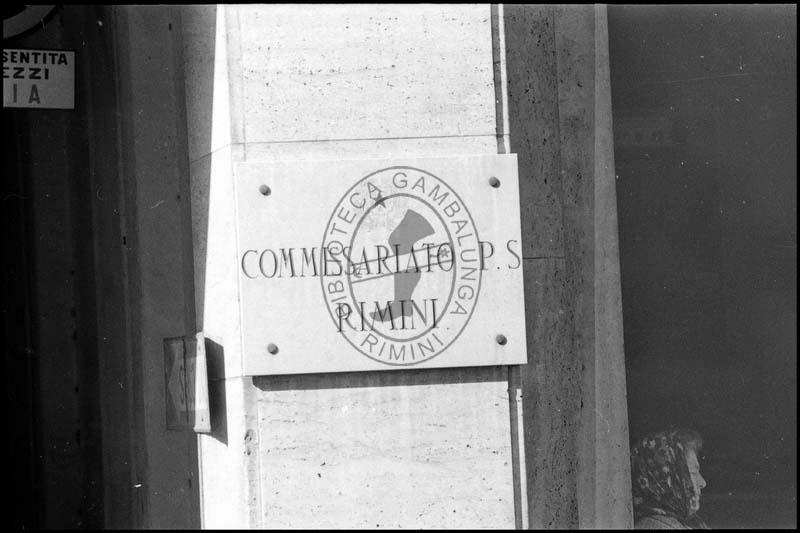 SENTITA
EZZI
IA
COMMISSARIATO P. S
RIMINI
BIBLIOTECA GAMBALUNGA
RIMINI